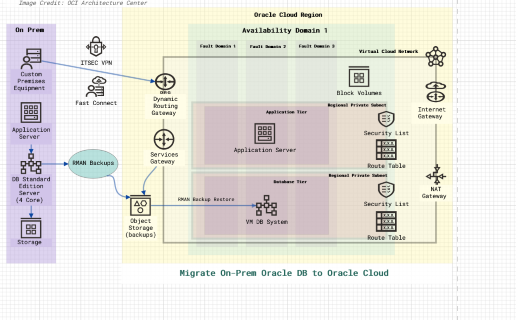 Image Credit: OCI Architecture Center
Oracle Cloud Region
On Prem
Availability Domain 1
Fault Domain 1
Fault Domain 2
Fault Domain 3
Virtual Cloud Network
ITSEC VPN
Custom
Premises
Equipment
Fast Connect
DRG
Dynamic
Routing
Gateway
Block Volumes
Internet
Gateway
Regional Private Subnet
Application Tier
Security List
Application
Server
Application Server
Route Table
Services
Gateway
RMAN Backups
DB Standard
Edition
Server
(4 Core)
Regional Private Subnet
Database Tier
Security List
NAT
Gateway
RMAN Backup Restore
Object
Storage
(backups)
VM DB System
Route Table
Storage
Migrate On-Prem Oracle DB to Oracle Cloud